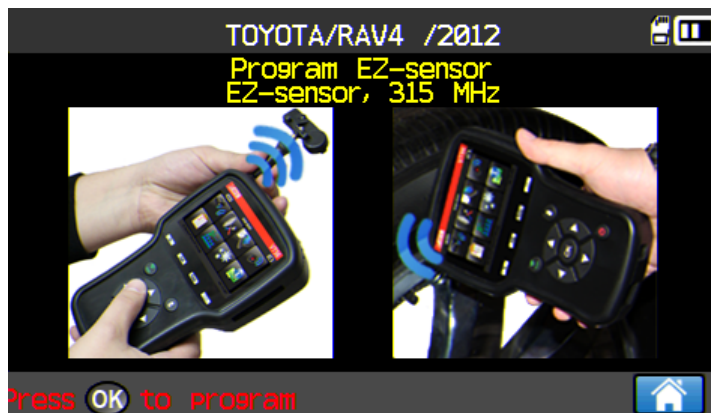 TOYOTA/RAV4 /2012
Program EZ-sensor
EZ-sensor, 315 MHz
Press OK to program